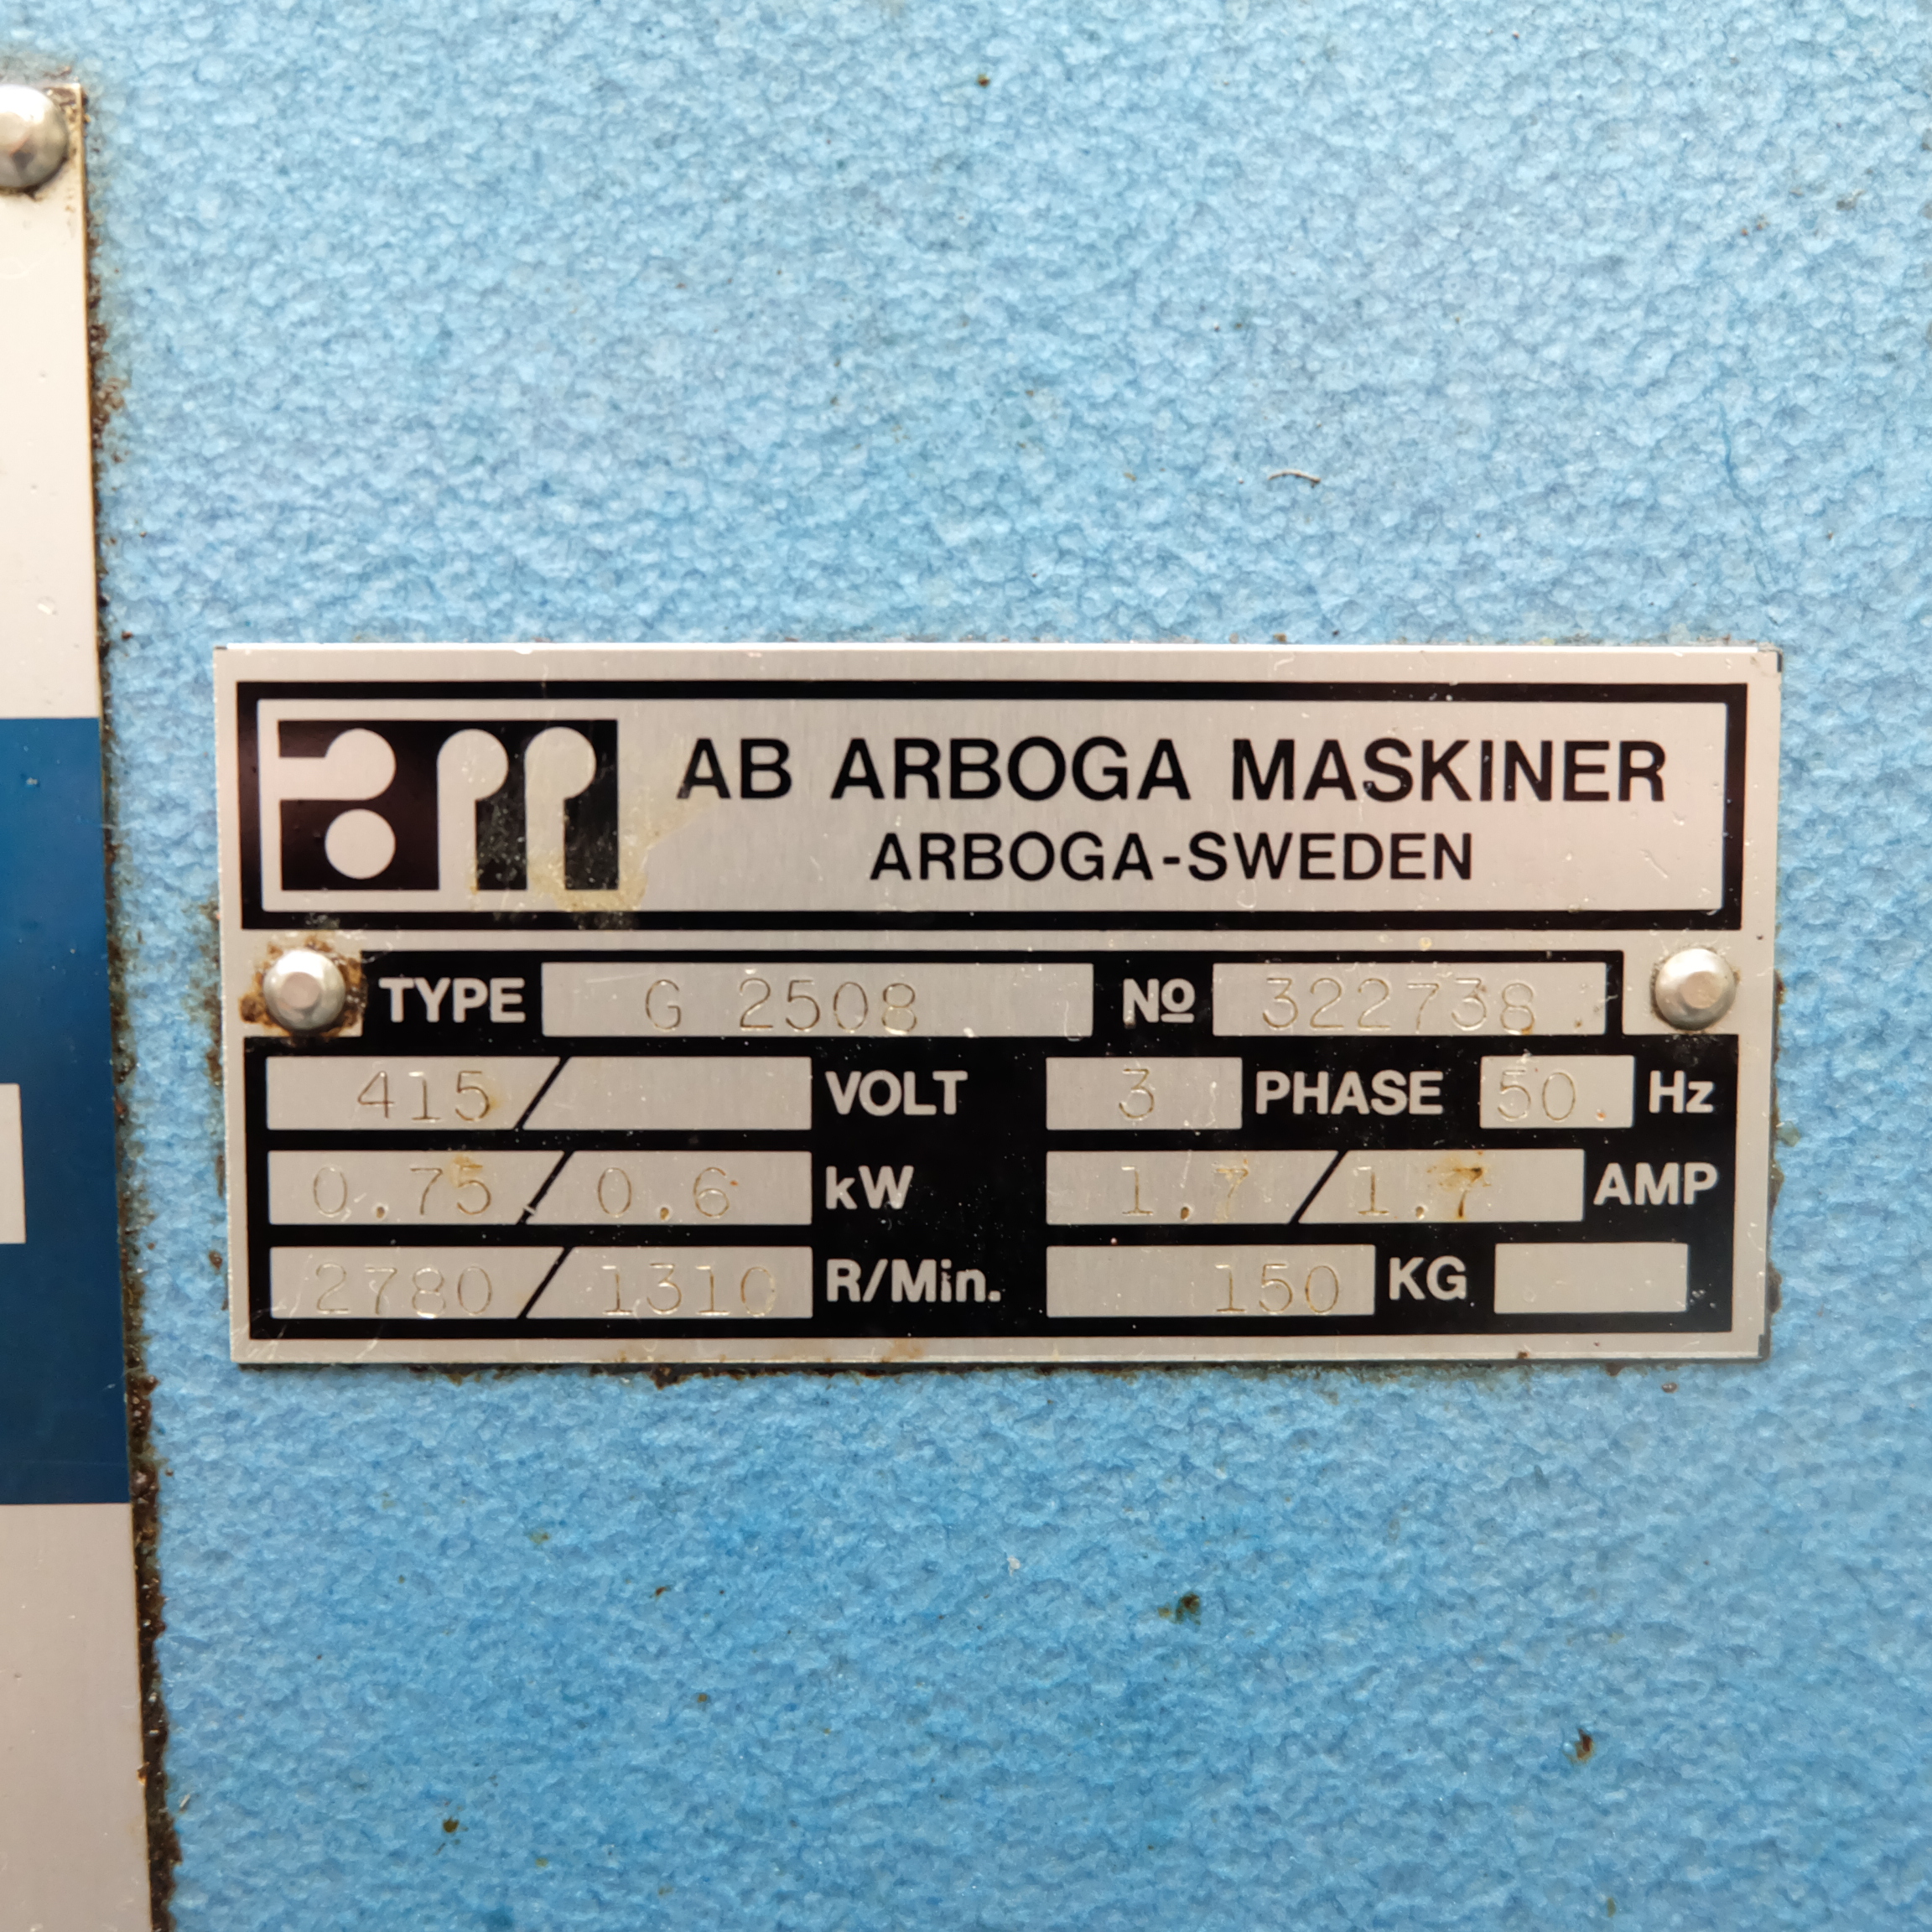 am AB ARBOGA MASKINER
ARBOGA-SWEDEN
TYPE G 2508 Nº 322738
415/ VOLT 3 PHASE 50. Hz
0.75/0.6 kW 1.7/1.7 AMP
2780/1310 R/Min. 150 KG